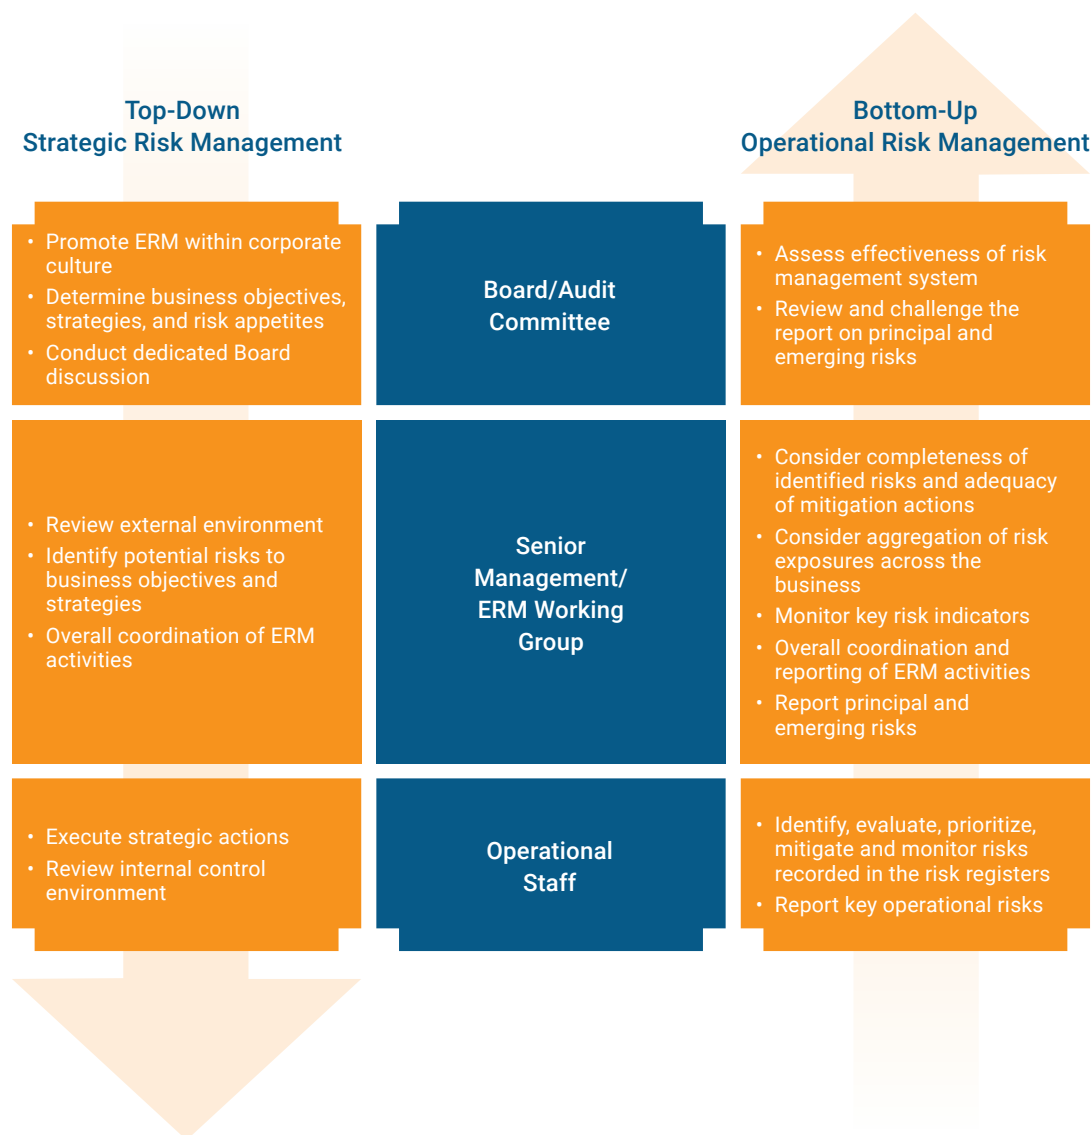 Top-Down
Strategic Risk Management
Bottom-Up
Operational Risk Management
• Promote ERM within corporate
culture
• Determine business objectives,
strategies, and risk appetites
• Conduct dedicated Board
discussion
Board/Audit
Committee
• Assess effectiveness of risk
management system
• Review and challenge the
report on principal and
emerging risks
• Review external environment
• Identify potential risks to
business objectives and
strategies
• Overall coordination of ERM
activities
Senior
Management/
ERM Working
Group
• Consider completeness of
identified risks and adequacy
of mitigation actions
• Consider aggregation of risk
exposures across the
business
• Monitor key risk indicators
• Overall coordination and
reporting of ERM activities
• Report principal and
emerging risks
• Execute strategic actions
• Review internal control
environment
Operational
Staff
• Identify, evaluate, prioritize,
mitigate and monitor risks
recorded in the risk registers
• Report key operational risks